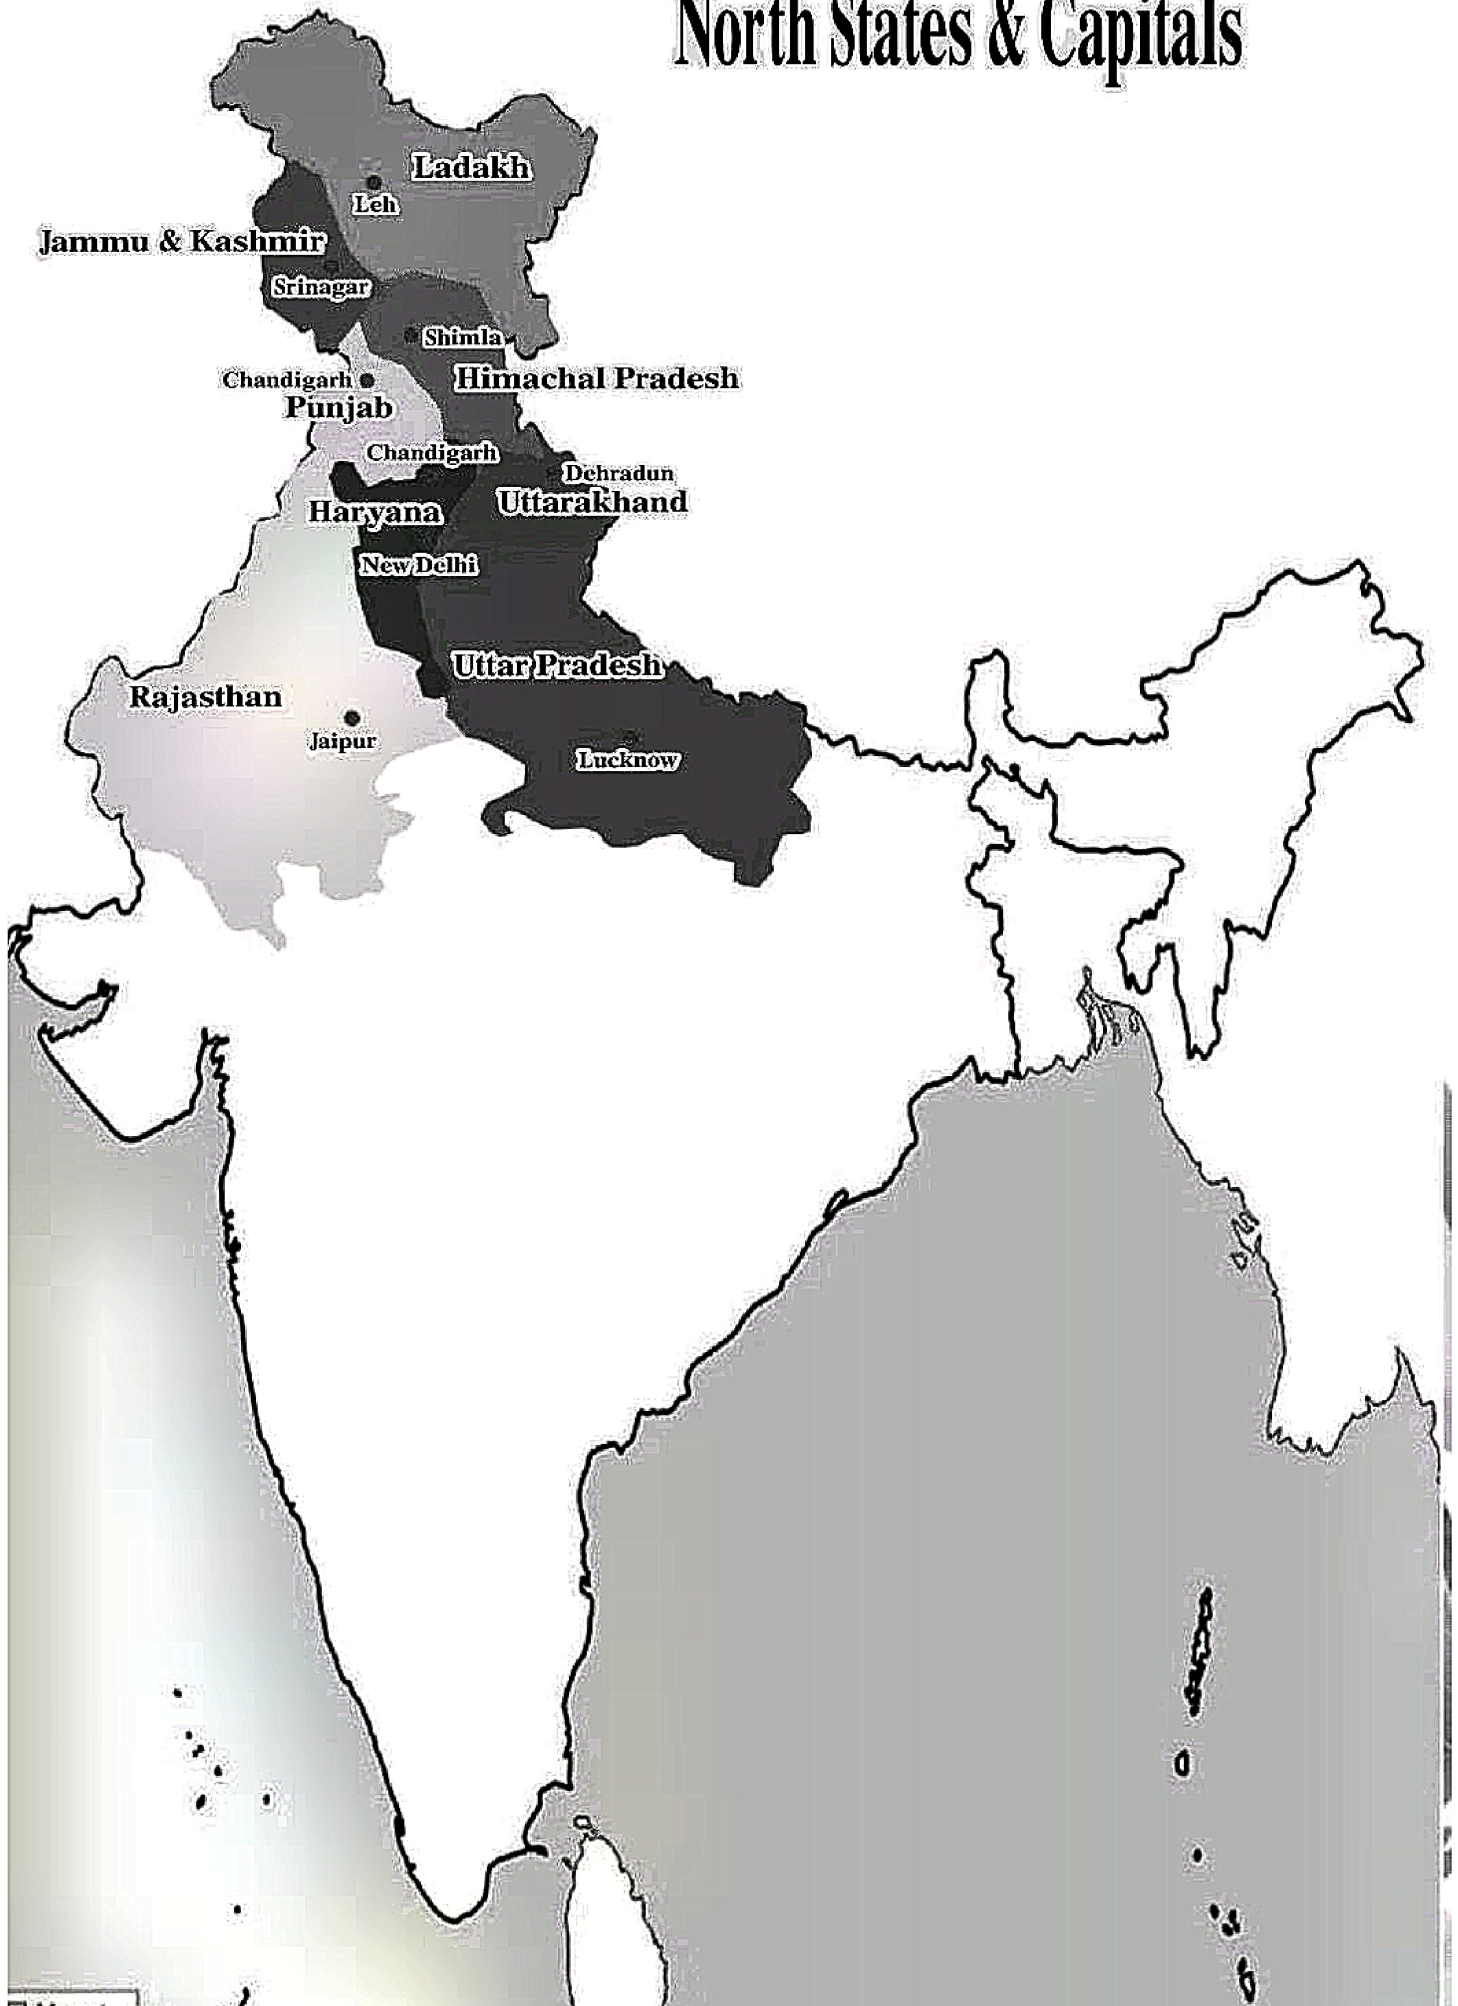 North States & Capitals
Ladakh
Leh
Jammu & Kashmir
Srinagar
Shimla
Chandigarh
Himachal Pradesh
Punjab
Chandigarh
Dehradun
Uttarakhand
Haryana
New Delhi
Uttar Pradesh
Rajasthan
Jaipur
Lucknow